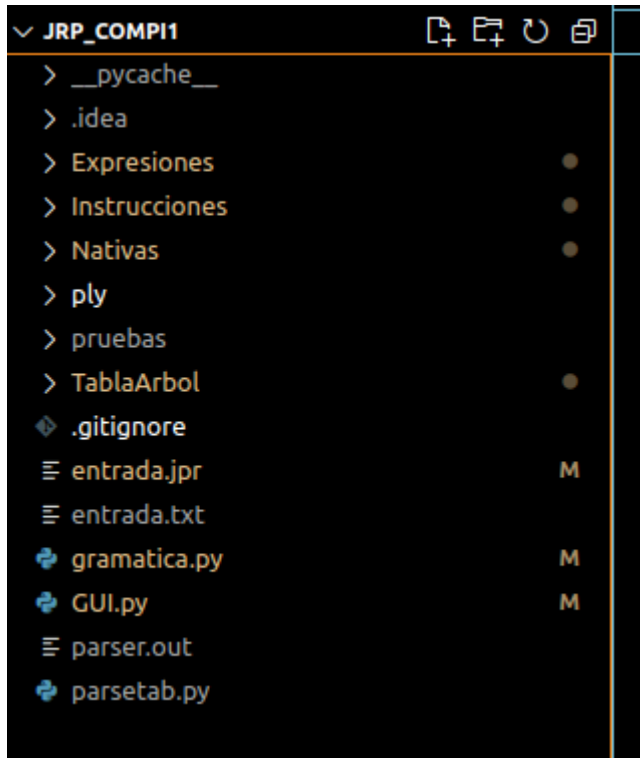 JRP_COMPI1
__pycache__
.idea
Expresiones
Instrucciones
Nativas
ply
pruebas
TablaArbol
.gitignore
entrada.jpr M
entrada.txt
gramatica.py M
GUI.py M
parser.out
parsetab.py